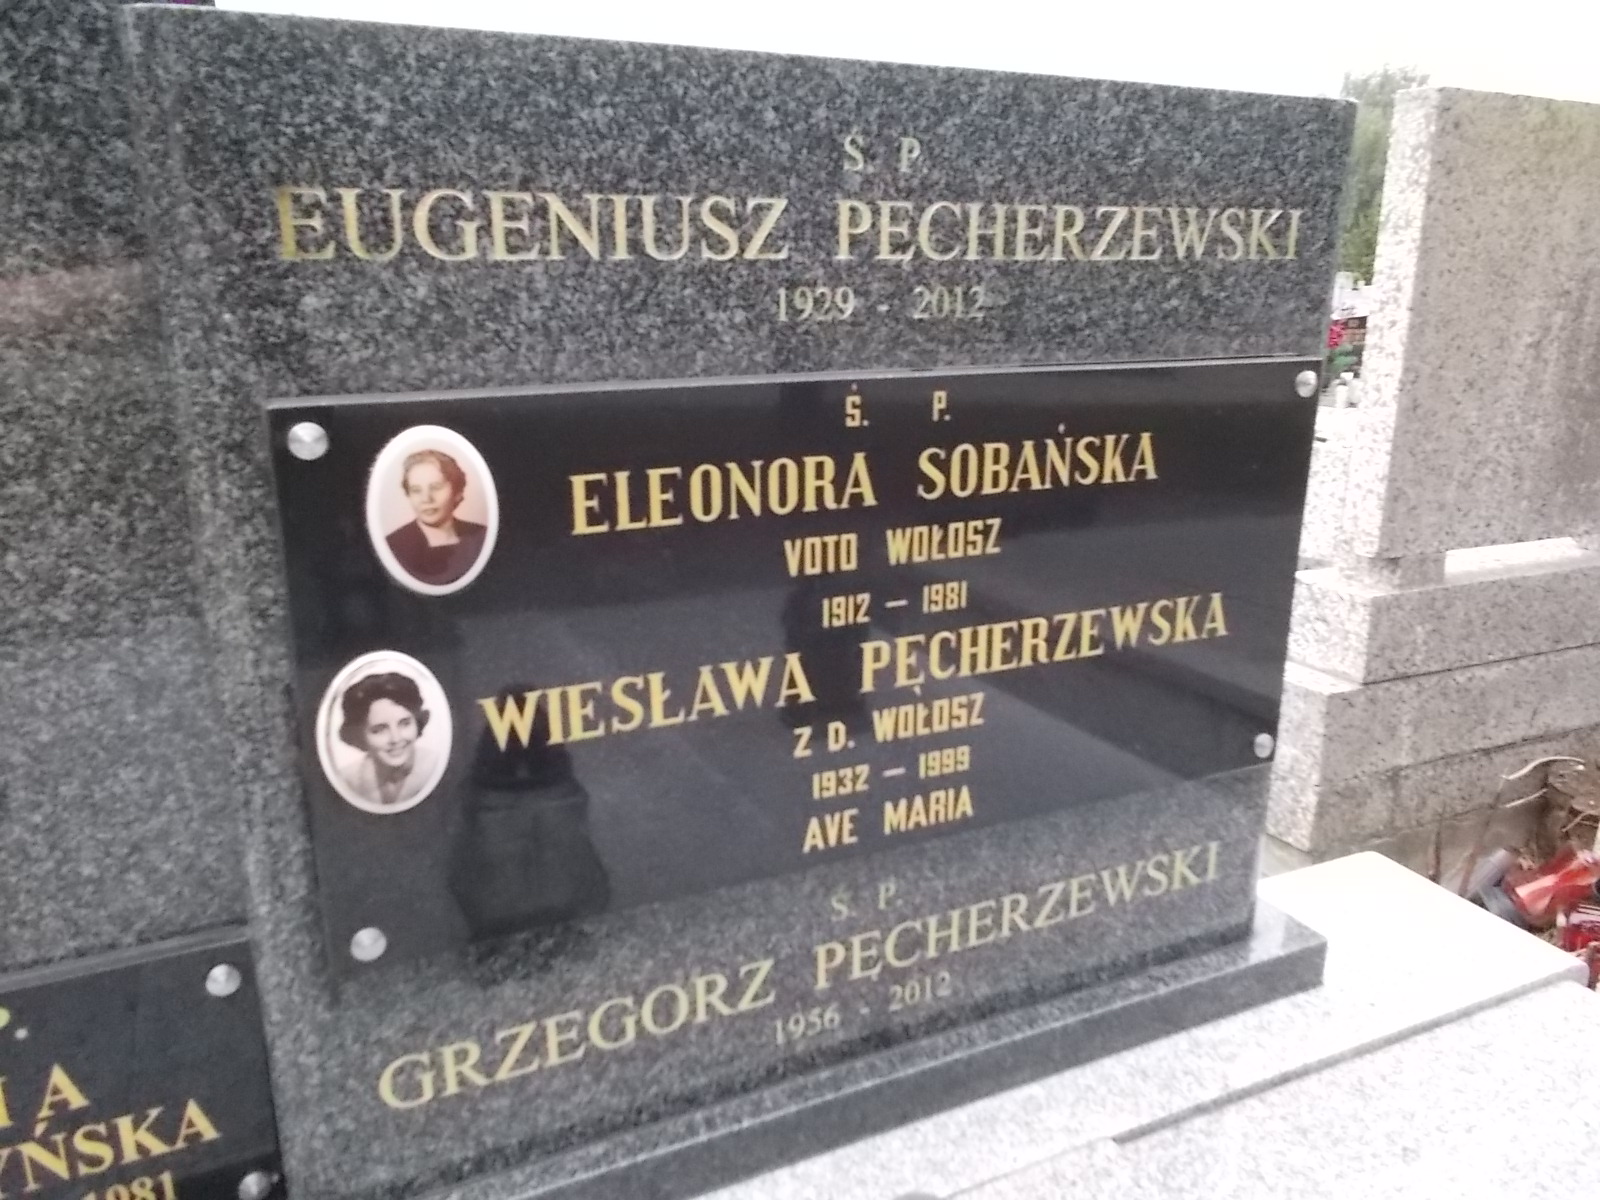 Ś. P.
EUGENIUSZ PĘCHERZEWSKI
1929 - 2012
Ś. P.
ELEONORA SOBAŃSKA
VOTO WOŁOSZ
1912 - 1981
WIESŁAWA PĘCHERZEWSKA
Z D. WOŁOSZ
1932 - 1999
AVE MARIA
Ś. P.
GRZEGORZ PĘCHERZEWSKI
1956 - 2012
P.
1981